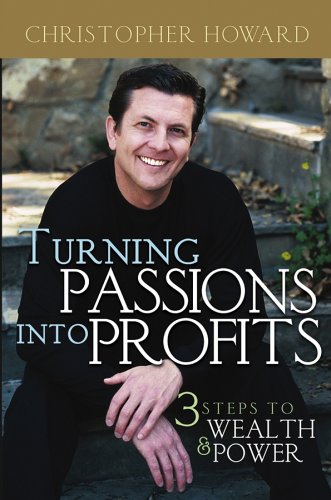 CHRISTOPHER HOWARD
TURNING
PASSIONS
INTO PROFITS
3 STEPS TO
WEALTH
& POWER